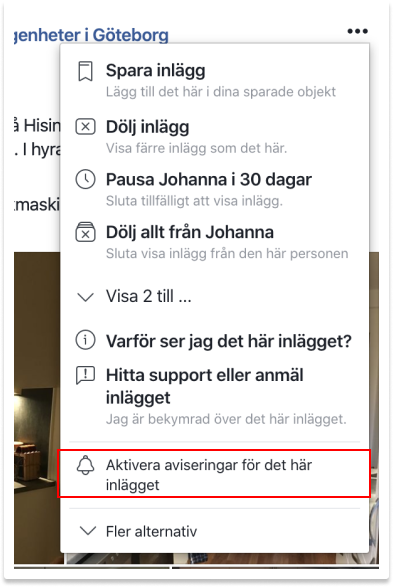 genheter i Göteborg
Spara inlägg
Lägg till det här i dina sparade objekt
å Hisin
Dölj inlägg
. I hyra
Visa färre inlägg som det här.
Pausa Johanna i 30 dagar
Sluta tillfälligt att visa inlägg.
kmaski
Dölj allt från Johanna
Sluta visa inlägg från den här personen
Visa 2 till ...
Varför ser jag det här inlägget?
Hitta support eller anmäl
inlägget
Jag är bekymrad över det här inlägget.
Aktivera aviseringar för det här
inlägget
Fler alternativ